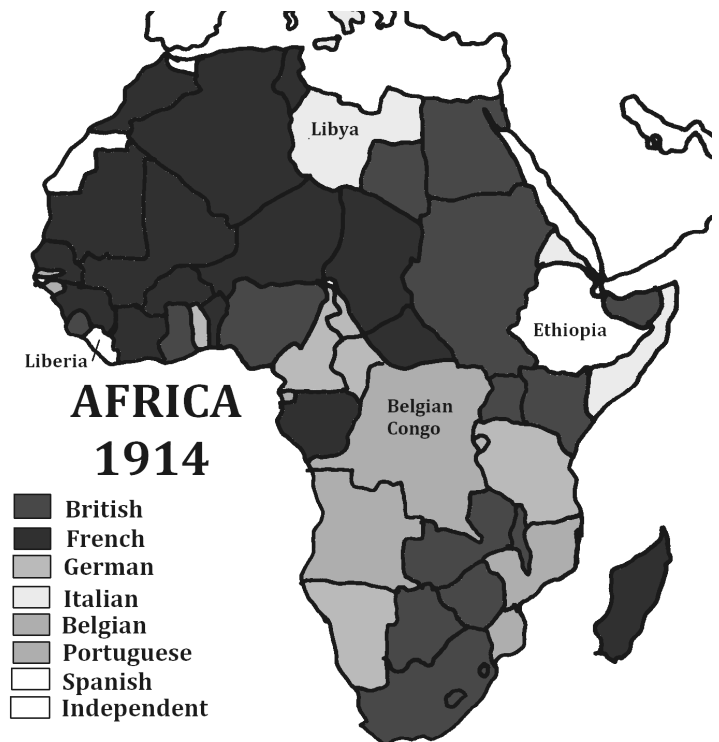 Libya
Ethiopia
Liberia
Belgian
Congo
AFRICA
1914
British
French
German
Italian
Belgian
Portuguese
Spanish
Independent